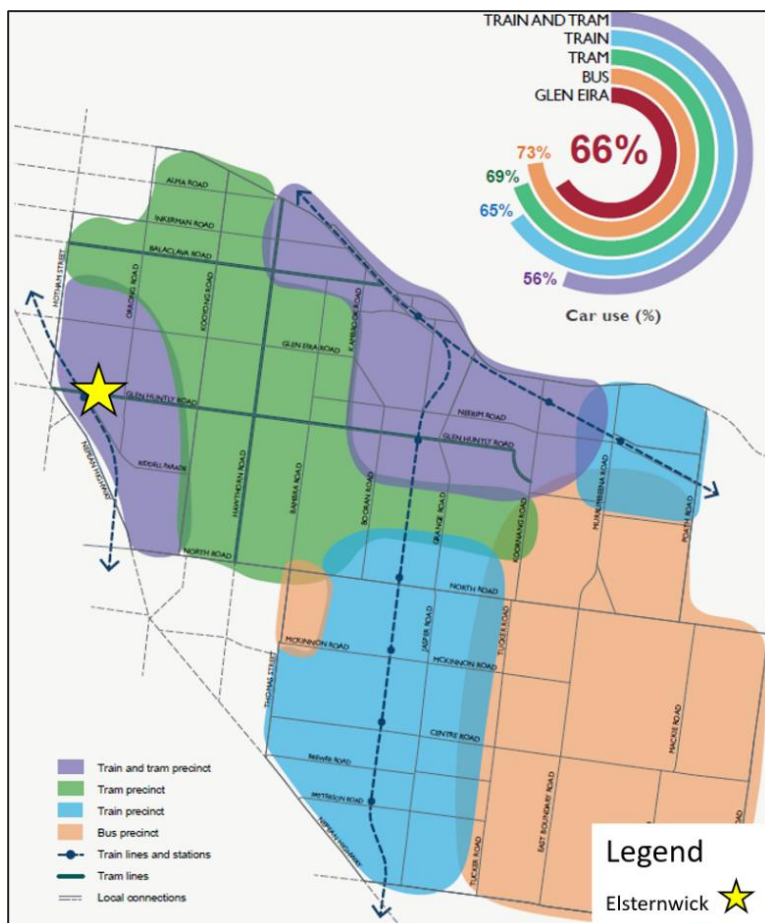 TRAIN AND TRAM
TRAIN
TRAM
BUS
GLEN EIRA
66%
73%
69%
65%
56%
Car use (%)
ALMA ROAD
INKERMAN ROAD
BALACLAVA ROAD
HOTHAM STREET
ORRONG ROAD
KOOYONG ROAD
KAMBROOK ROAD
GLEN EIRA ROAD
GLEN HUNTLY ROAD
NEERIM ROAD
GLEN HUNTLY ROAD
NEPEAN HIGHWAY
RIDDELL PARADE
HAWTHORN ROAD
BAMBRA ROAD
BOORAN ROAD
GRANGE ROAD
KOORNANG ROAD
MURRUMBEENA ROAD
POATH ROAD
NORTH ROAD
NORTH ROAD
MCKINNON ROAD
JASPER ROAD
TUCKER ROAD
MCKINNON ROAD
THOMAS STREET
CENTRE ROAD
MACKIE ROAD
BREWER ROAD
PATTERSON ROAD
EAST BOUNDARY ROAD
NEPEAN HIGHWAY
TUCKER ROAD
Train and tram precinct
Tram precinct
Train precinct
Bus precinct
Train lines and stations
Tram lines
Local connections
Legend
Elsternwick